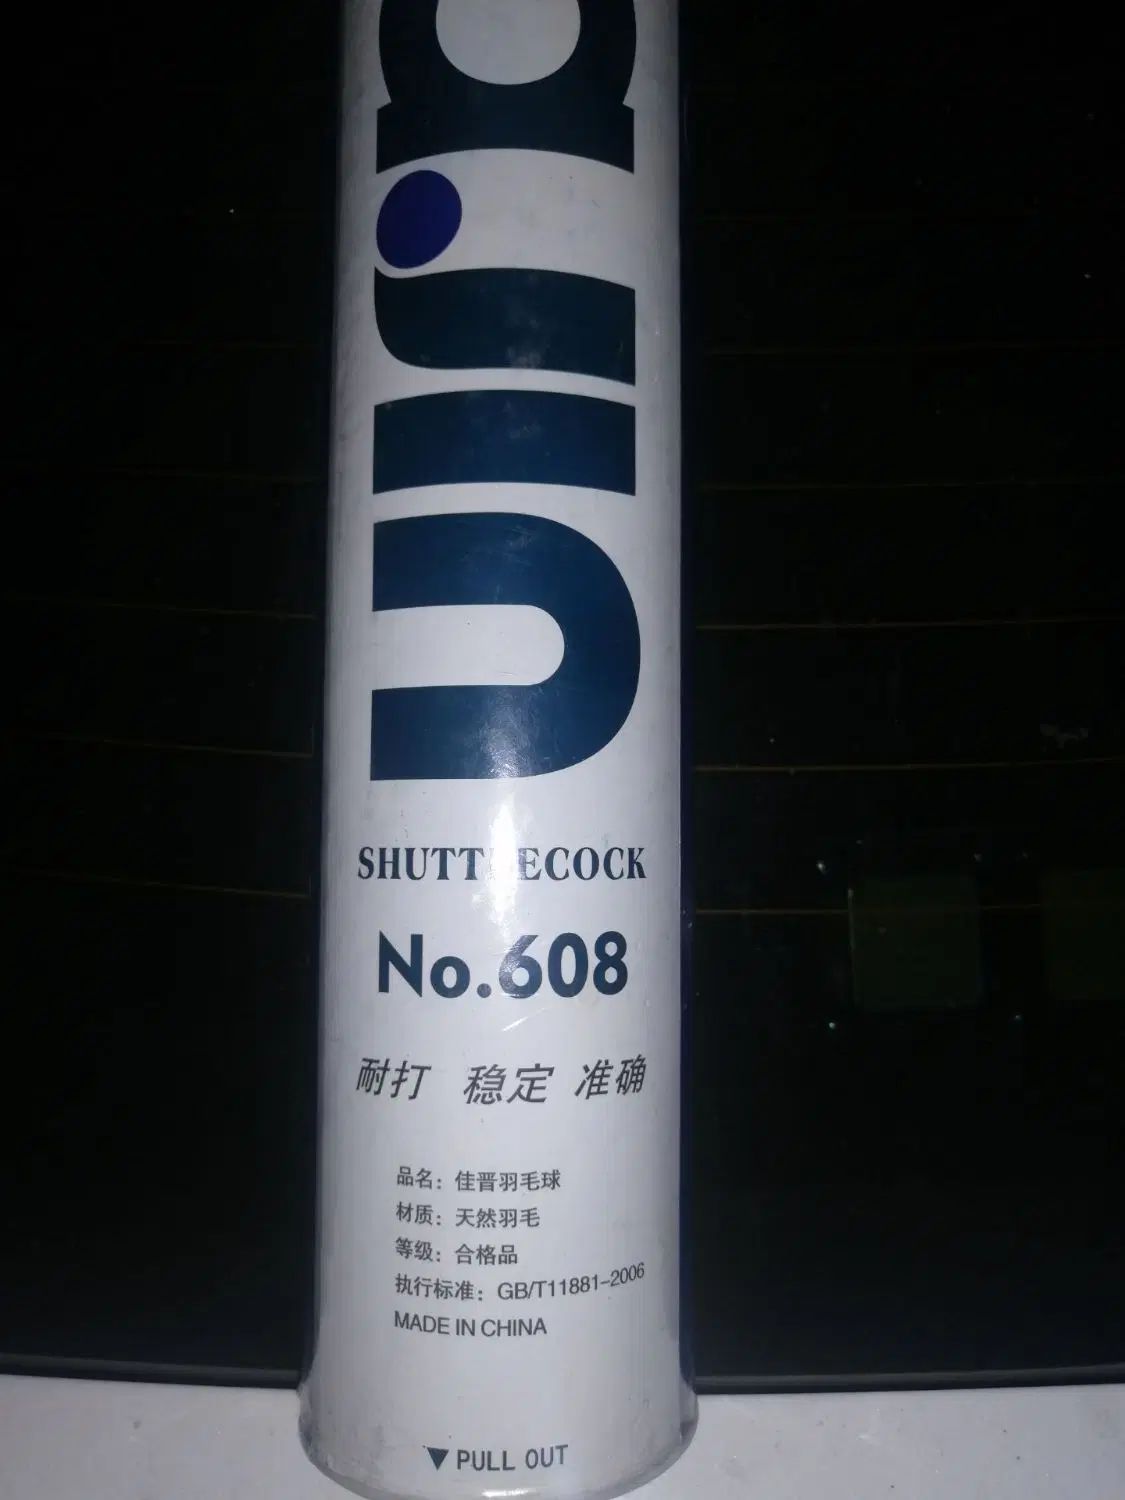 SHUTTLECOCK
No.608
耐打 稳定 准确
品名：佳晋羽毛球
材质：天然羽毛
等级：合格品
执行标准：GB/T11881-2006
MADE IN CHINA
▼PULL OUT